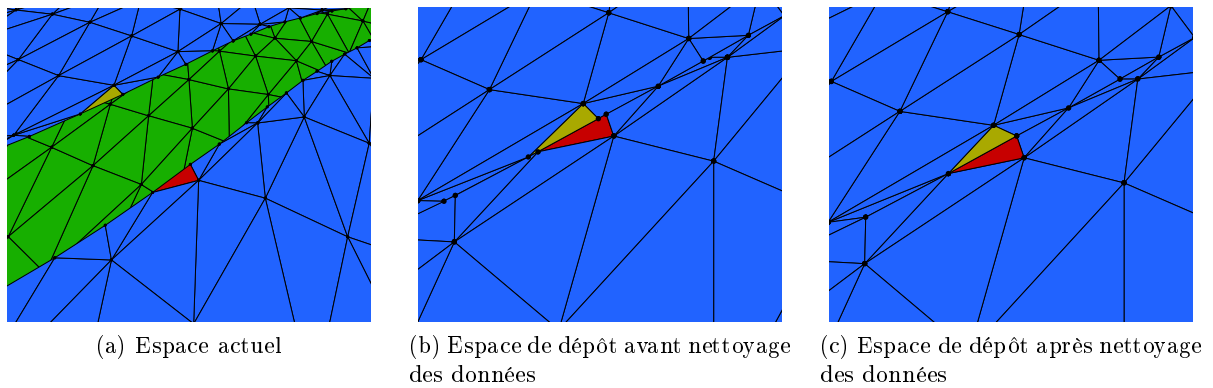 (a) Espace actuel
(b) Espace de dépôt avant nettoyage
des données
(c) Espace de dépôt après nettoyage
des données